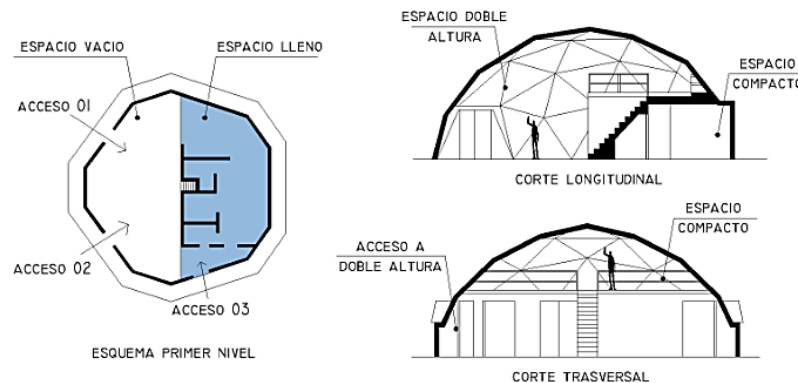 ESPACIO VACIO
ESPACIO LLENO
ACCESO 01
ACCESO 02
ACCESO 03
ESQUEMA PRIMER NIVEL
ESPACIO DOBLE
ALTURA
ESPACIO
COMPACTO
CORTE LONGITUDINAL
ESPACIO
COMPACTO
ACCESO A
DOBLE ALTURA
CORTE TRASVERSAL